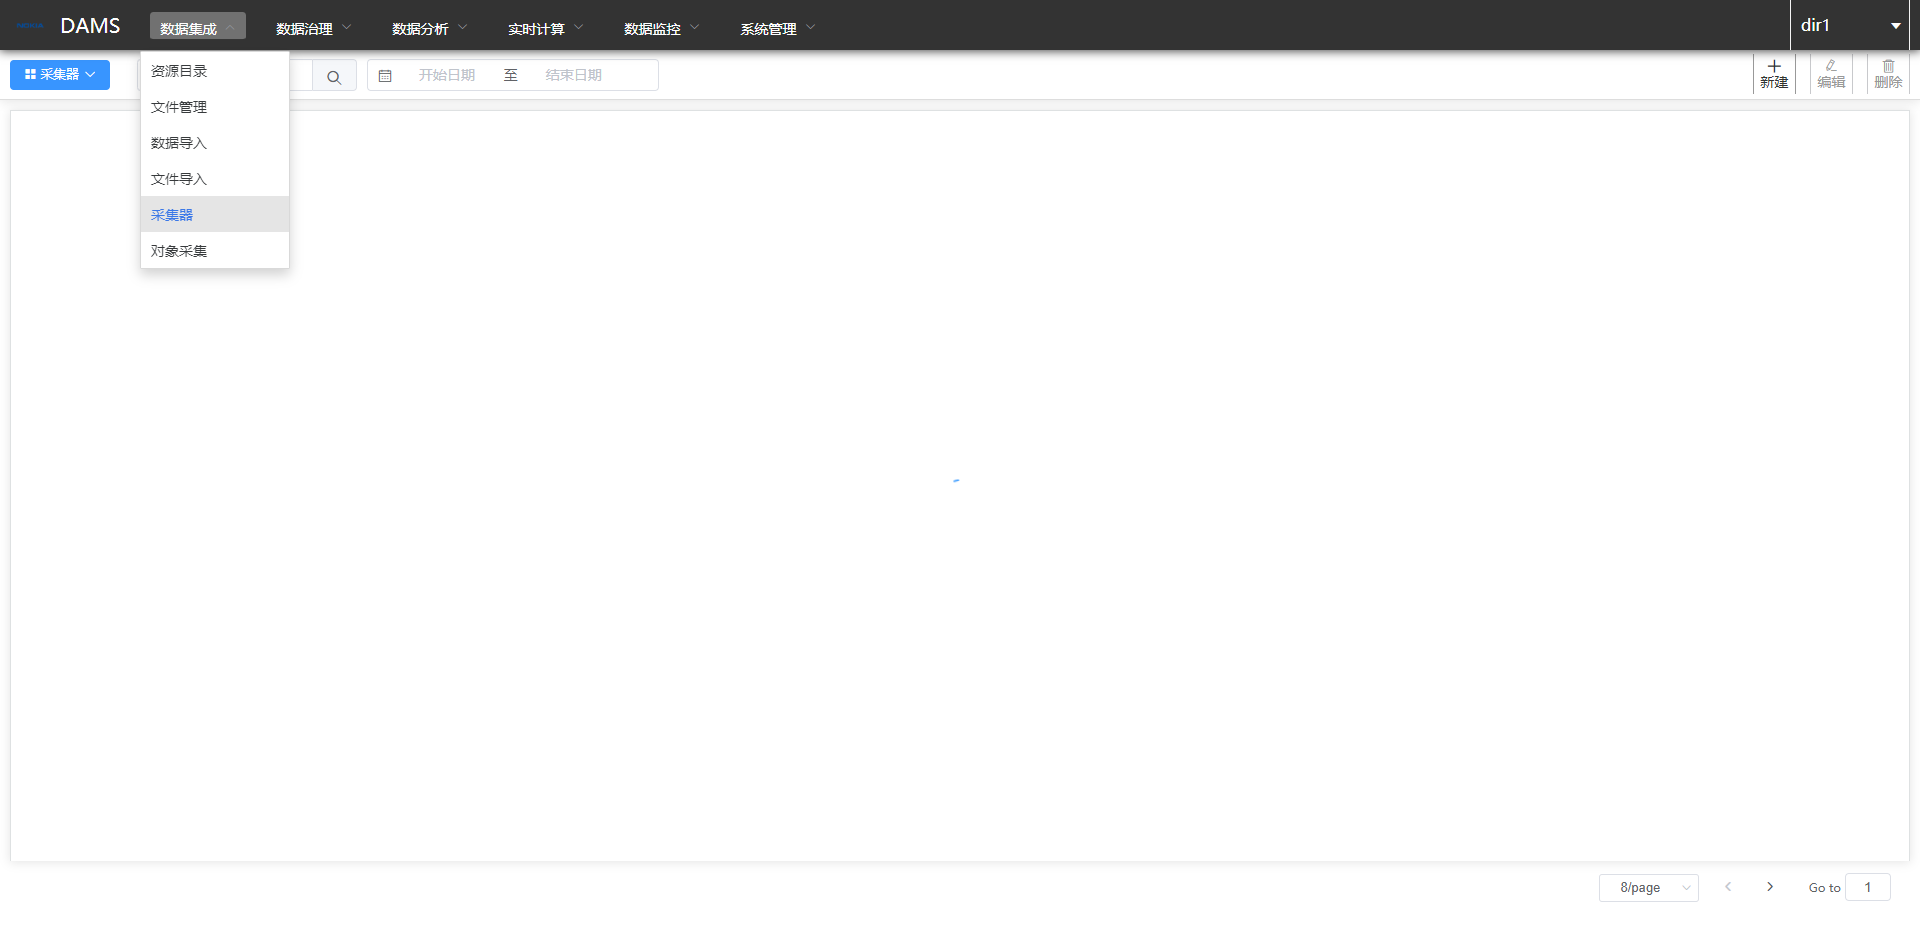 DAMS 数据集成 数据治理 数据分析 实时计算 数据监控 系统管理 dir1
采集器 开始日期 至 结束日期 新建 编辑 删除
资源目录
文件管理
数据导入
文件导入
采集器
对象采集
8/page Go to 1